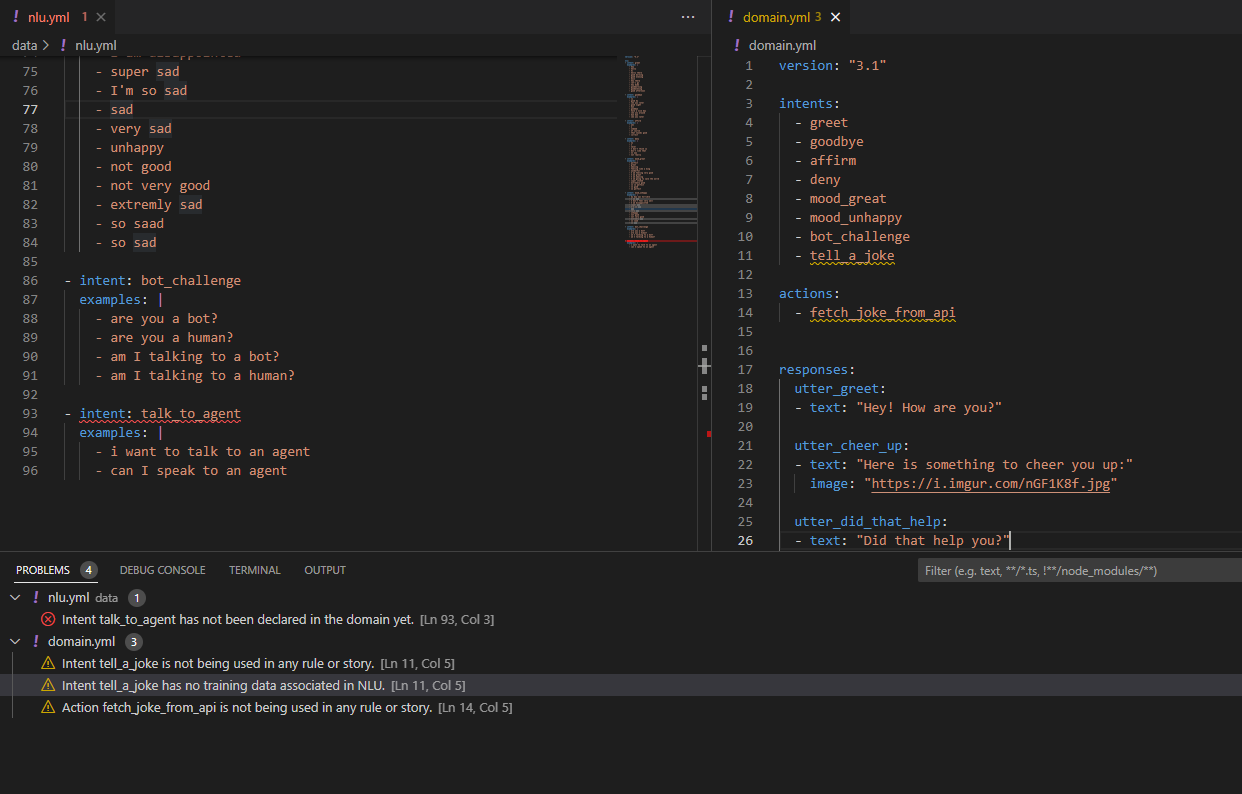 ! nlu.yml 1 ×
data > ! nlu.yml
75 - super sad
76 - I'm so sad
77 - sad
78 - very sad
79 - unhappy
80 - not good
81 - not very good
82 - extremly sad
83 - so saad
84 - so sad
85
86 - intent: bot_challenge
87 examples: |
88 - are you a bot?
89 - are you a human?
90 - am I talking to a bot?
91 - am I talking to a human?
92
93 - intent: talk_to_agent
94 examples: |
95 - i want to talk to an agent
96 - can I speak to an agent
! domain.yml 3 ×
! domain.yml
1 version: "3.1"
2
3 intents:
4 - greet
5 - goodbye
6 - affirm
7 - deny
8 - mood_great
9 - mood_unhappy
10 - bot_challenge
11 - tell_a_joke
12
13 actions:
14 - fetch_joke_from_api
15
16
17 responses:
18 utter_greet:
19 - text: "Hey! How are you?"
20
21 utter_cheer_up:
22 - text: "Here is something to cheer you up:"
23 image: "https://i.imgur.com/nGF1K8f.jpg"
24
25 utter_did_that_help:
26 - text: "Did that help you?"
PROBLEMS 4 DEBUG CONSOLE TERMINAL OUTPUT Filter (e.g. text, **/*.ts, !**/node_modules/**)
! nlu.yml data 1
Intent talk_to_agent has not been declared in the domain yet. [Ln 93, Col 3]
! domain.yml 3
Intent tell_a_joke is not being used in any rule or story. [Ln 11, Col 5]
Intent tell_a_joke has no training data associated in NLU. [Ln 11, Col 5]
Action fetch_joke_from_api is not being used in any rule or story. [Ln 14, Col 5]